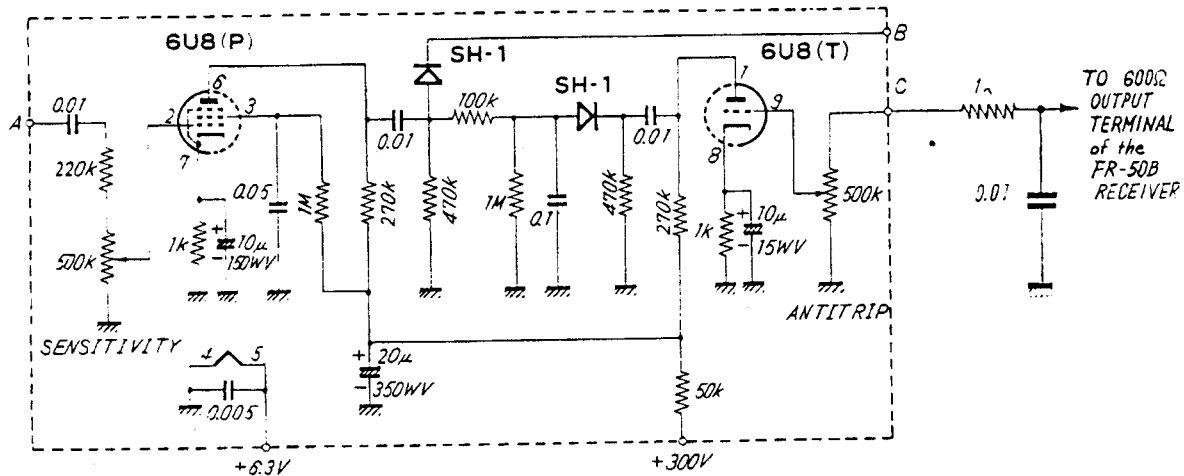 6U8(P)
SH-1
SH-1
6U8(T)
A
B
C
0.01
2
6
3
7
220k
500k
1k
10μ
150WV
0.05
1M
270k
0.01
470k
100k
1M
0.1
470k
0.01
270k
1
9
8
1k
10μ
15WV
500k
0.01
TO 600Ω
OUTPUT
TERMINAL
of the
FR-50B
RECEIVER
SENSITIVITY
ANTITRIP
4
5
0.005
+
-
+
20μ
-
350WV
+
-
50k
+6.3V
+300V